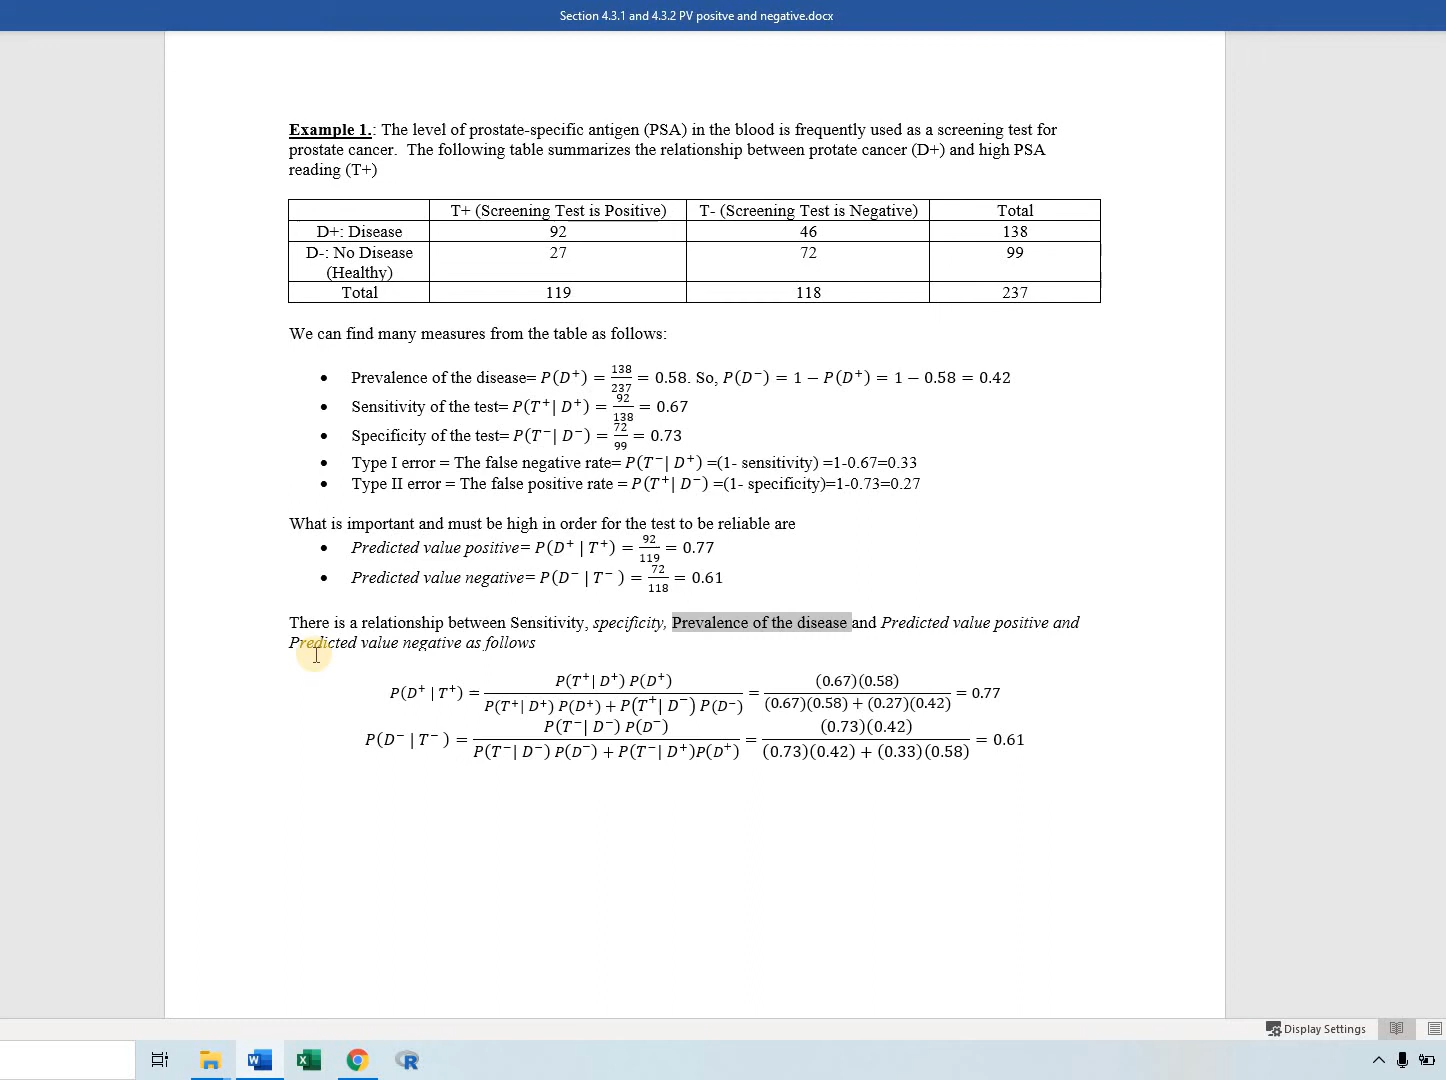 Section 4.3.1 and 4.3.2 PV positve and negative.docx
Example 1.: The level of prostate-specific antigen (PSA) in the blood is frequently used as a screening test for
prostate cancer.  The following table summarizes the relationship between protate cancer (D+) and high PSA
reading (T+)
T+ (Screening Test is Positive) T- (Screening Test is Negative) Total
D+: Disease 92 46 138
D-: No Disease 27 72 99
(Healthy)
Total 119 118 237
We can find many measures from the table as follows:
• Prevalence of the disease= P(D⁺) = 138/237 = 0.58. So, P(D⁻) = 1 − P(D⁺) = 1 − 0.58 = 0.42
• Sensitivity of the test= P(T⁺| D⁺) = 92/138 = 0.67
• Specificity of the test= P(T⁻| D⁻) = 72/99 = 0.73
• Type I error = The false negative rate= P(T⁻| D⁺) =(1- sensitivity) =1-0.67=0.33
• Type II error = The false positive rate = P(T⁺| D⁻) =(1- specificity)=1-0.73=0.27
What is important and must be high in order for the test to be reliable are
• Predicted value positive= P(D⁺ | T⁺) = 92/119 = 0.77
• Predicted value negative= P(D⁻ | T⁻ ) = 72/118 = 0.61
There is a relationship between Sensitivity, specificity, Prevalence of the disease and Predicted value positive and
Predicted value negative as follows
P(D⁺ | T⁺) = P(T⁺| D⁺) P(D⁺) / P(T⁺| D⁺) P(D⁺) + P(T⁺| D⁻) P(D⁻) = (0.67)(0.58) / (0.67)(0.58) + (0.27)(0.42) = 0.77
P(D⁻ | T⁻ ) = P(T⁻| D⁻) P(D⁻) / P(T⁻| D⁻) P(D⁻) + P(T⁻| D⁺)P(D⁺) = (0.73)(0.42) / (0.73)(0.42) + (0.33)(0.58) = 0.61
Display Settings